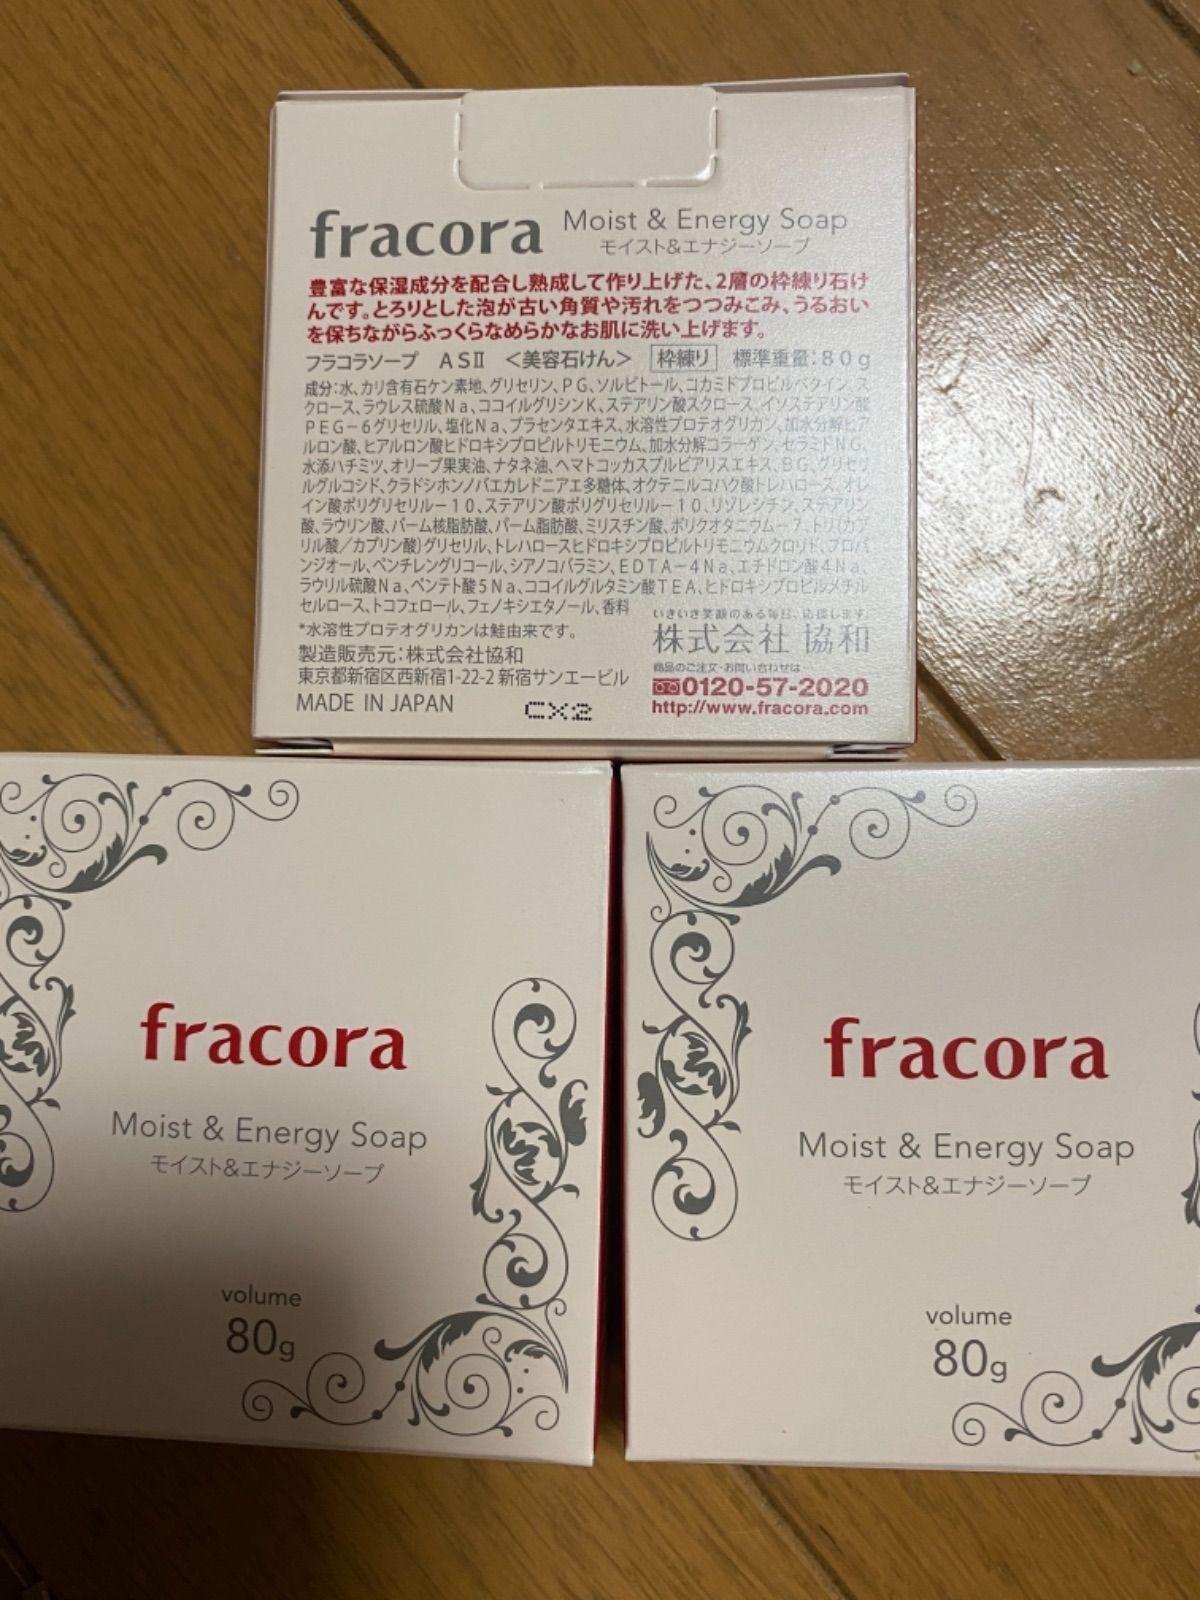 fracora Moist & Energy Soap
モイスト&エナジーソープ
豊富な保湿成分を配合し熟成して作り上げた、2層の枠練り石け
んです。とろりとした泡が古い角質や汚れをつつみこみ、うるおい
を保ちながらふっくらなめらかなお肌に洗い上げます。
フラコラソープ ASⅡ <美容石けん> 枠練り 標準重量:80g
成分:水、カリ含有石ケン素地、グリセリン、PG、ソルビトール、コカミドプロピルベタイン、ス
クロース、ラウレス硫酸Na、ココイルグリシンK、ステアリン酸スクロース、イソステアリン酸
PEG-6グリセリル、塩化Na、プラセンタエキス、水溶性プロテオグリカン、加水分解ヒア
ルロン酸、ヒアルロン酸ヒドロキシプロピルトリモニウム、加水分解コラーゲン、セラミドNG、
水添ハチミツ、オリーブ果実油、ナタネ油、ヘマトコッカスプルビアリスエキス、BG、グリセリ
ルグルコシド、クラドシホンノバエカレドニアエ多糖体、オクテニルコハク酸トレハロース、オレ
イン酸ポリグリセリル-10、ステアリン酸ポリグリセリル-10、リゾレシチン、ステアリン
酸、ラウリン酸、パーム核脂肪酸、パーム脂肪酸、ミリスチン酸、ポリクオタニウム-7、トリ(カプ
リル酸/カプリン酸)グリセリル、トレハロースヒドロキシプロピルトリモニウムクロリド、プロパ
ンジオール、ペンチレングリコール、シアノコバラミン、EDTA-4Na、エチドロン酸4Na、
ラウリル硫酸Na、ペンテト酸5Na、ココイルグルタミン酸TEA、ヒドロキシプロピルメチル
セルロース、トコフェロール、フェノキシエタノール、香料
*水溶性プロテオグリカンは鮭由来です。
製造販売元:株式会社協和
東京都新宿区西新宿1-22-2 新宿サンエービル
MADE IN JAPAN
CX2
いきいき笑顔のある毎日、応援します。
株式会社 協和
商品のご注文・お問い合わせは
0120-57-2020
http://www.fracora.com
fracora
Moist & Energy Soap
モイスト&エナジーソープ
volume
80g
fracora
Moist & Energy Soap
モイスト&エナジーソープ
volume
80g